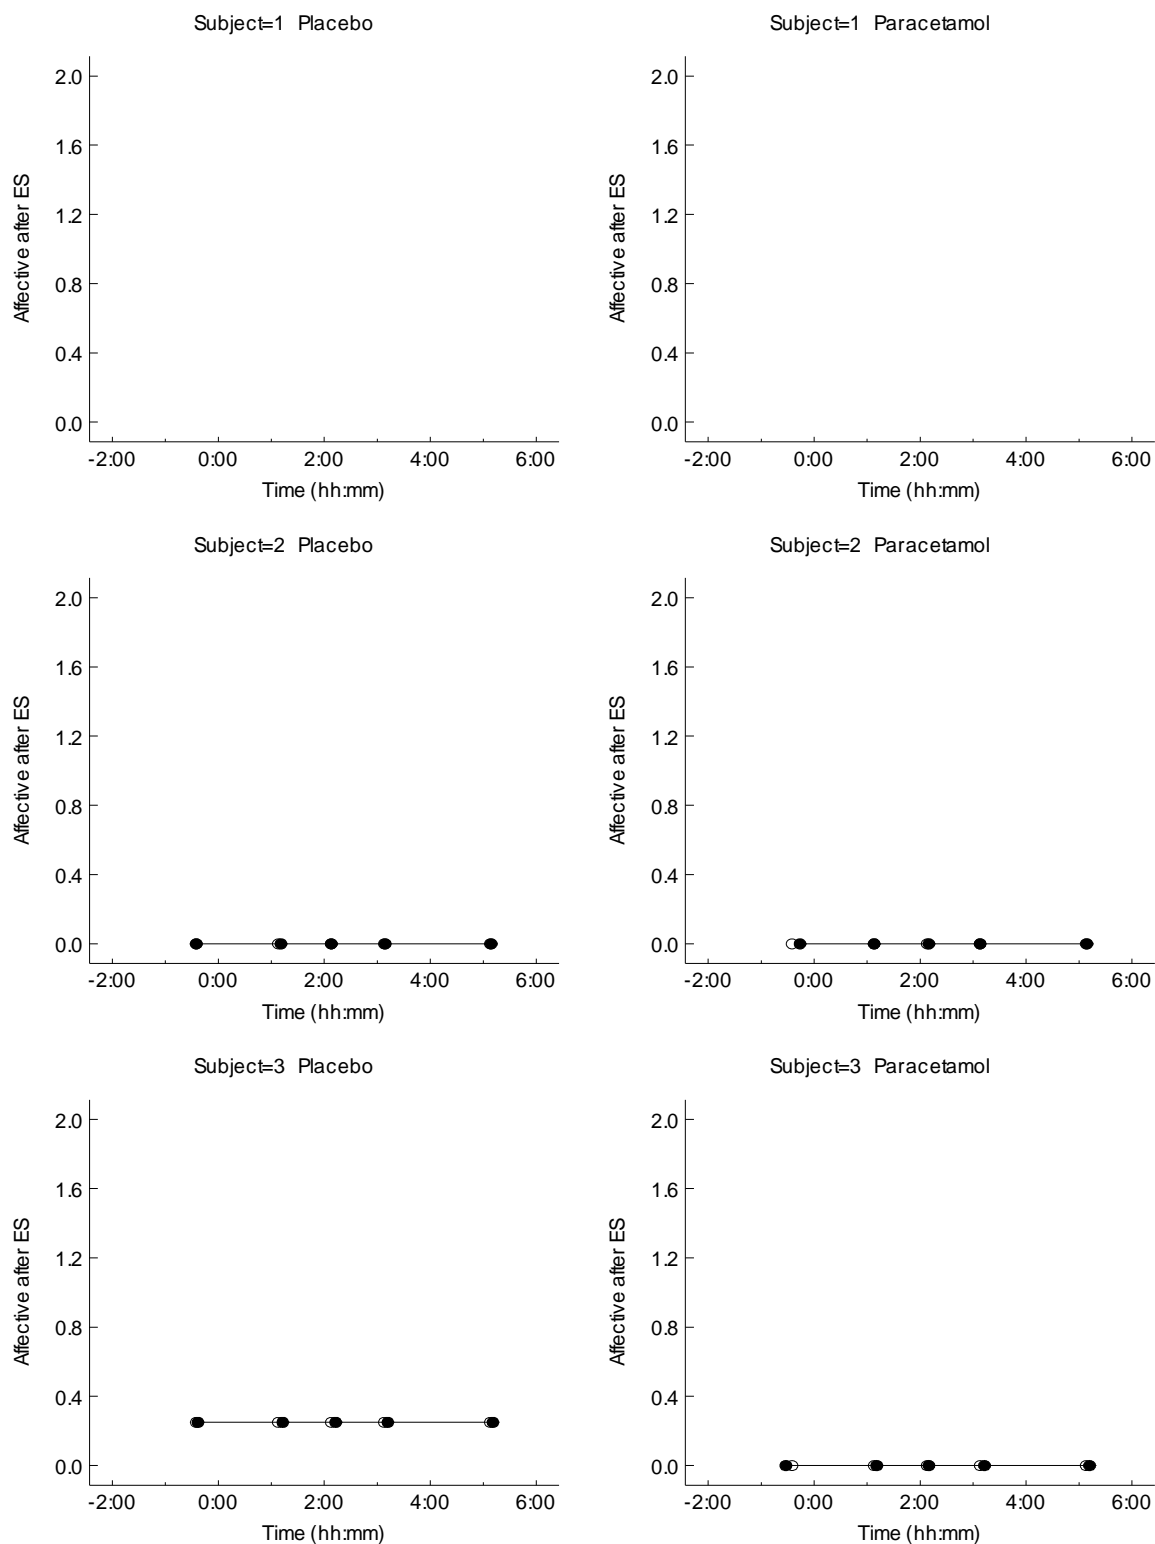 Subject=1 Placebo
Subject=1 Paracetamol
Affective after ES
2.0
1.6
1.2
0.8
0.4
0.0
-2:00 0:00 2:00 4:00 6:00
Time (hh:mm)
Affective after ES
2.0
1.6
1.2
0.8
0.4
0.0
-2:00 0:00 2:00 4:00 6:00
Time (hh:mm)
Subject=2 Placebo
Subject=2 Paracetamol
Affective after ES
2.0
1.6
1.2
0.8
0.4
0.0
-2:00 0:00 2:00 4:00 6:00
Time (hh:mm)
Affective after ES
2.0
1.6
1.2
0.8
0.4
0.0
-2:00 0:00 2:00 4:00 6:00
Time (hh:mm)
Subject=3 Placebo
Subject=3 Paracetamol
Affective after ES
2.0
1.6
1.2
0.8
0.4
0.0
-2:00 0:00 2:00 4:00 6:00
Time (hh:mm)
Affective after ES
2.0
1.6
1.2
0.8
0.4
0.0
-2:00 0:00 2:00 4:00 6:00
Time (hh:mm)